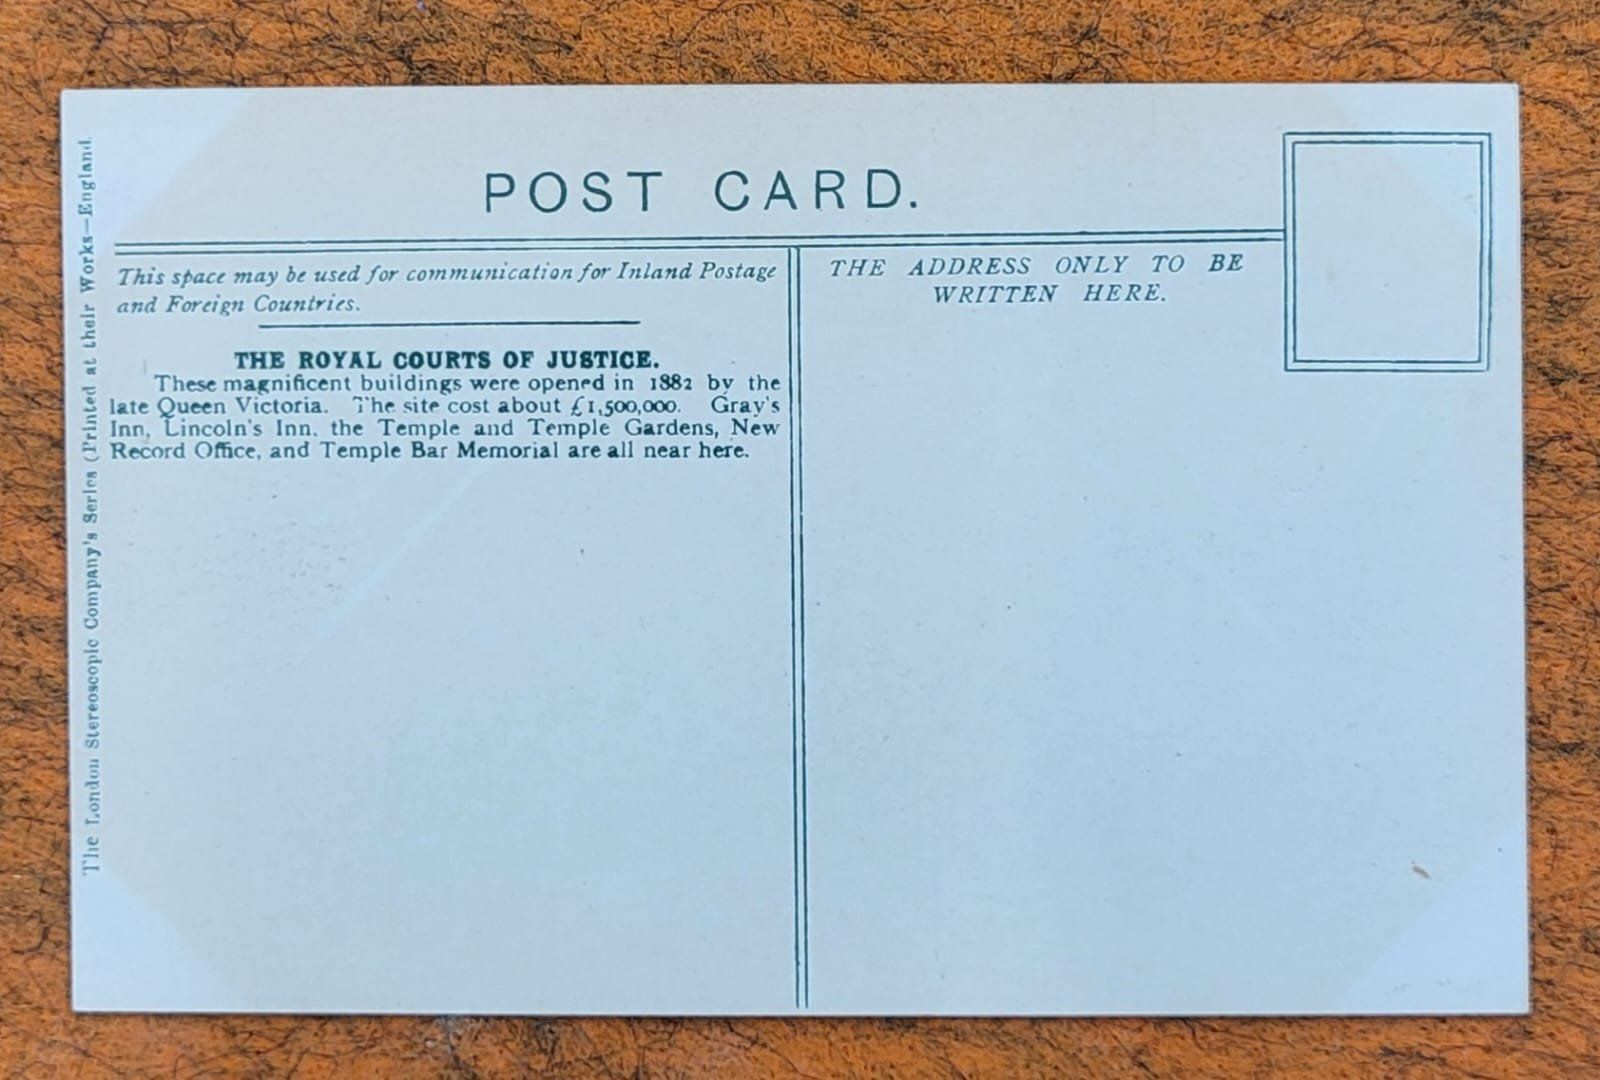 POST CARD.
This space may be used for communication for Inland Postage
and Foreign Countries.
THE ADDRESS ONLY TO BE
WRITTEN HERE.
THE ROYAL COURTS OF JUSTICE.
These magnificent buildings were opened in 1882 by the
late Queen Victoria. The site cost about £1,500,000. Gray's
Inn, Lincoln's Inn, the Temple and Temple Gardens, New
Record Office, and Temple Bar Memorial are all near here.
The London Stereoscopic Company's Series (Printed at their Works—England.